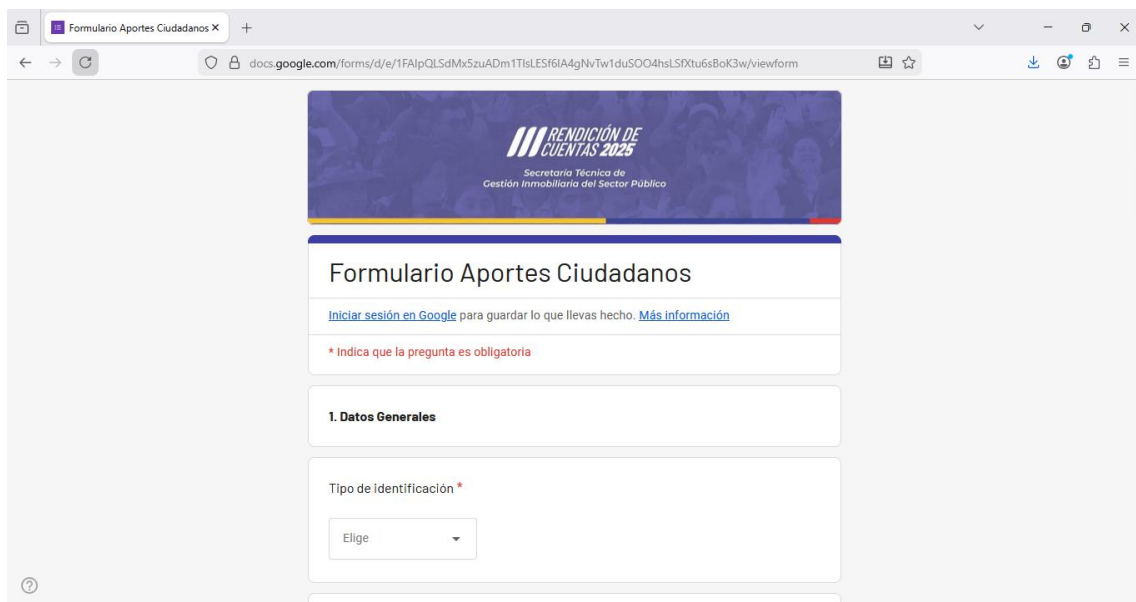 Formulario Aportes Ciudadanos
docs.google.com/forms/d/e/1FAIpQLSdMx5zuADm1TIsLESf6IA4gNvTw1duSOO4hsLSfXtu6sBoK3w/viewform
RENDICIÓN DE
CUENTAS 2025
Secretaría Técnica de
Gestión Inmobiliaria del Sector Público
Formulario Aportes Ciudadanos
Iniciar sesión en Google para guardar lo que llevas hecho. Más información
* Indica que la pregunta es obligatoria
1. Datos Generales
Tipo de identificación *
Elige